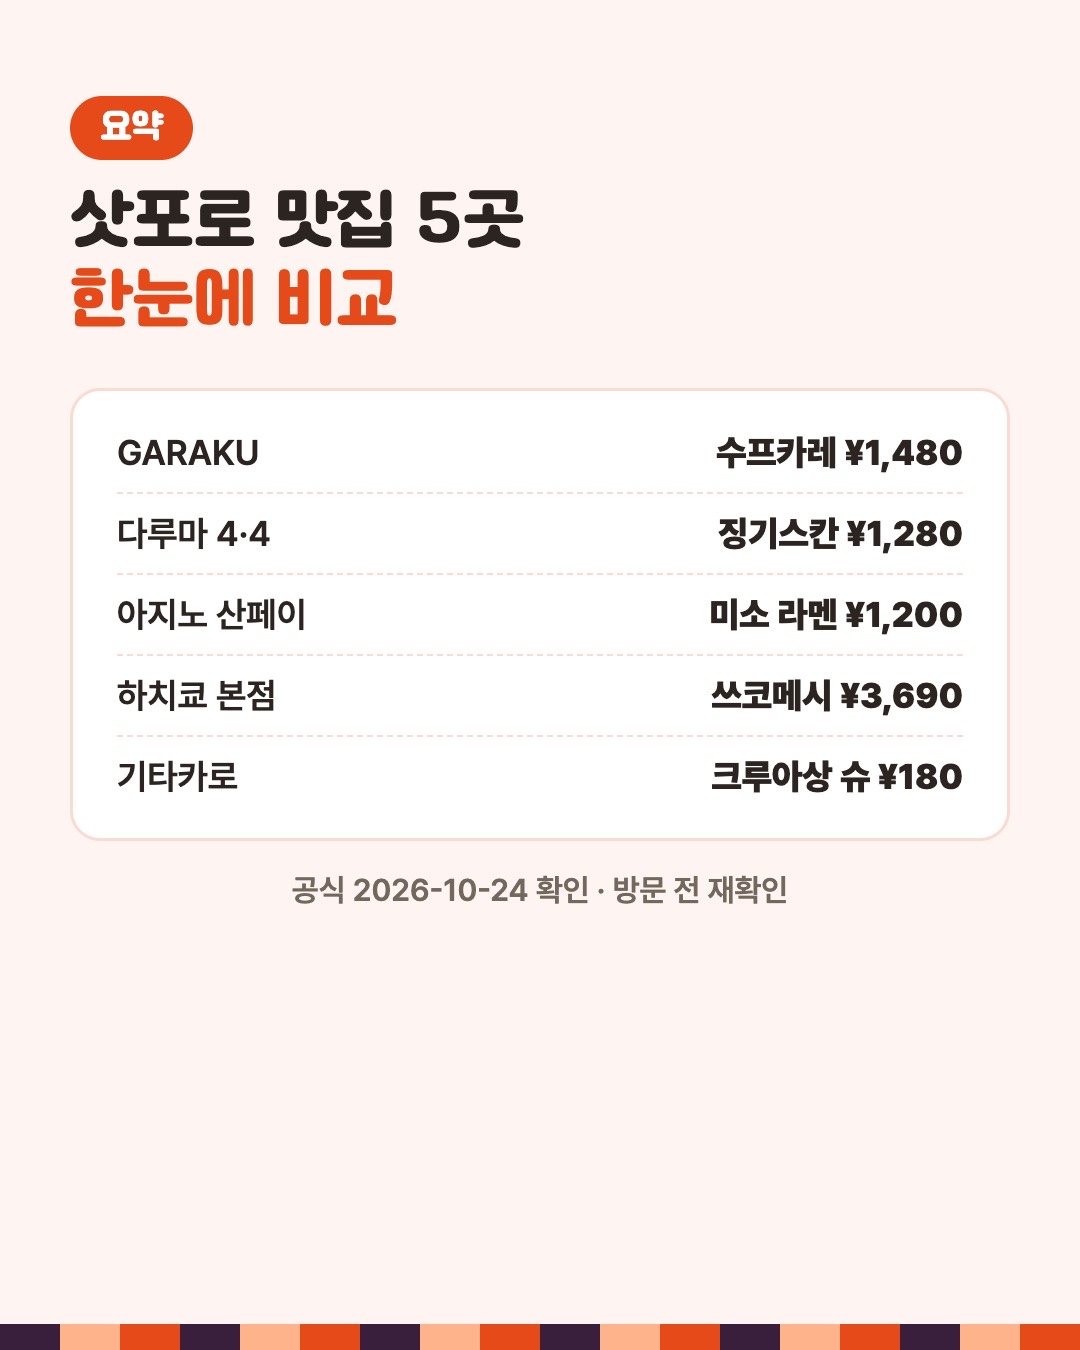 요약
삿포로 맛집 5곳
한눈에 비교
GARAKU 수프카레 ¥1,480
다루마 4·4 징기스칸 ¥1,280
아지노 산페이 미소 라멘 ¥1,200
하치쿄 본점 쓰코메시 ¥3,690
기타카로 크루아상 슈 ¥180
공식 2026-10-24 확인 · 방문 전 재확인